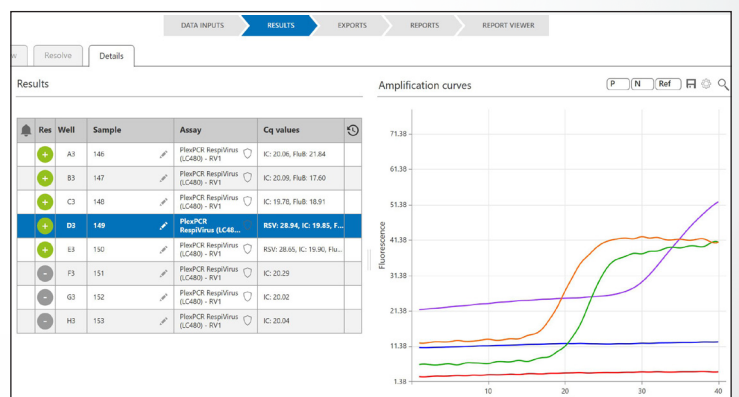 DATA INPUTS RESULTS EXPORTS REPORTS REPORT VIEWER
w Resolve Details
Results
Amplification curves P N Ref
Res Well Sample Assay Cq values
A3 146 PlexPCR RespiVirus (LC480) - RV1 IC: 20.06, FluB: 21.84
B3 147 PlexPCR RespiVirus (LC480) - RV1 IC: 20.09, FluB: 17.60
C3 148 PlexPCR RespiVirus (LC480) - RV1 IC: 19.78, FluB: 18.91
D3 149 PlexPCR RespiVirus (LC48... RSV: 28.94, IC: 19.85, F...
E3 150 PlexPCR RespiVirus (LC480) - RV1 RSV: 28.65, IC: 19.90, Flu...
F3 151 PlexPCR RespiVirus (LC480) - RV1 IC: 20.29
G3 152 PlexPCR RespiVirus (LC480) - RV1 IC: 20.02
H3 153 PlexPCR RespiVirus (LC480) - RV1 IC: 20.04
Fluorescence
71.38
61.38
51.38
41.38
31.38
21.38
11.38
1.38
10 20 30 40